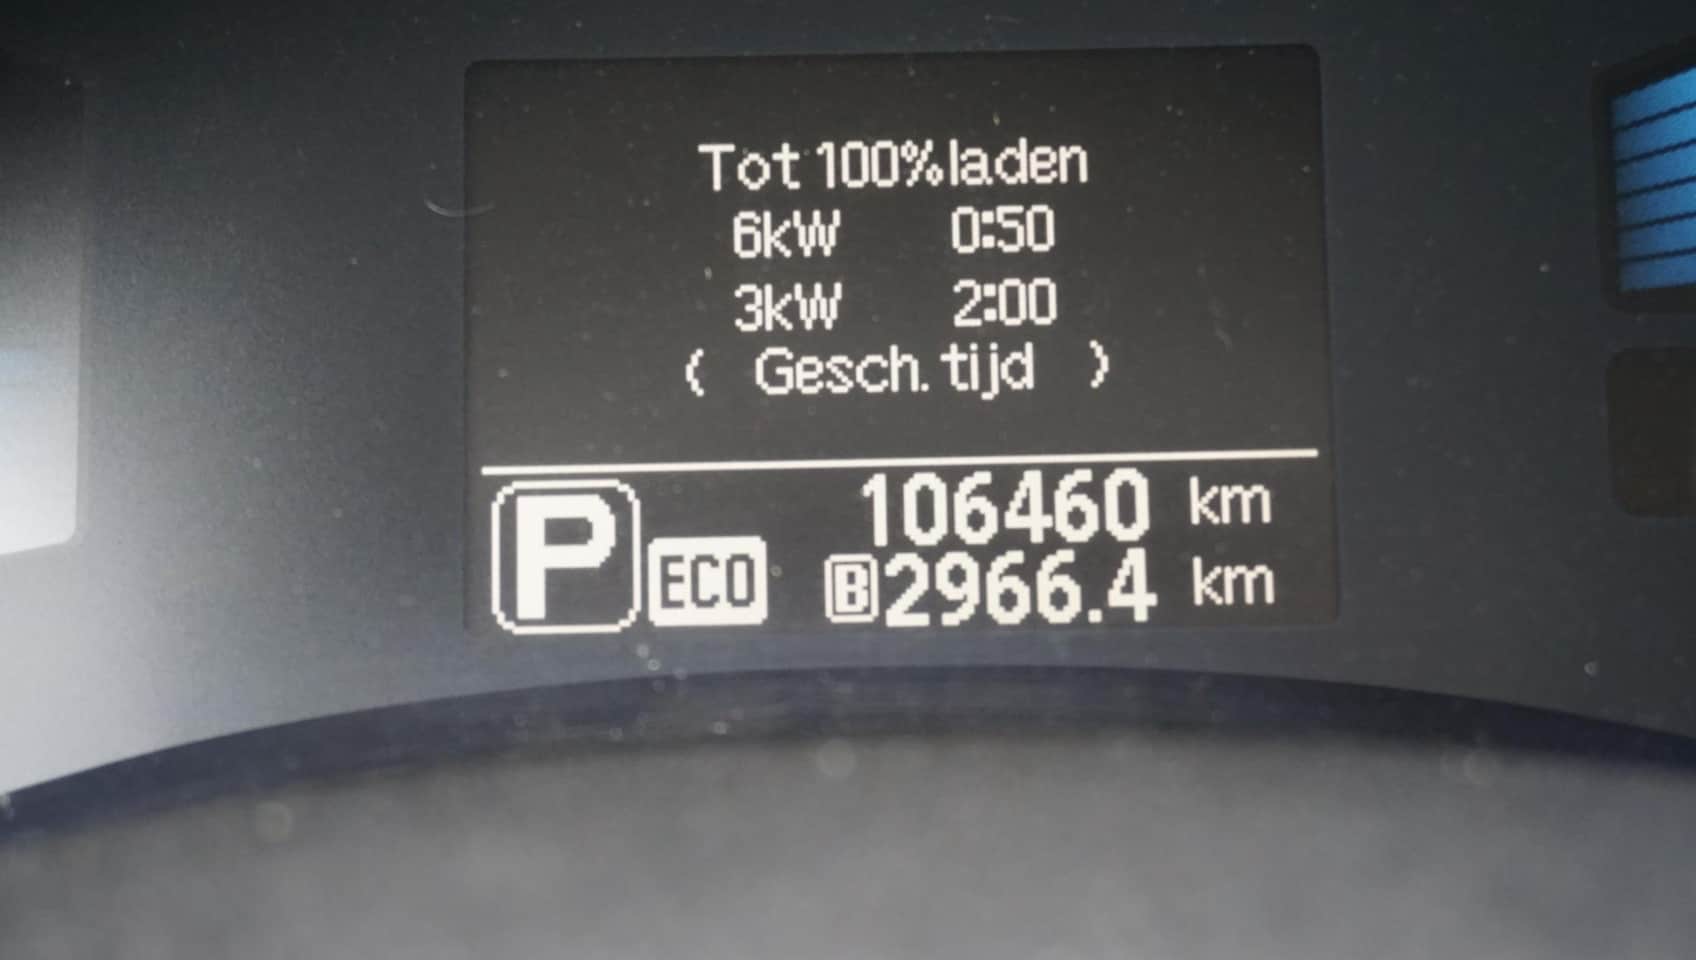 Tot 100% laden
6kW 0:50
3kW 2:00
( Gesch. tijd )
P ECO 106460 km
B 2966.4 km